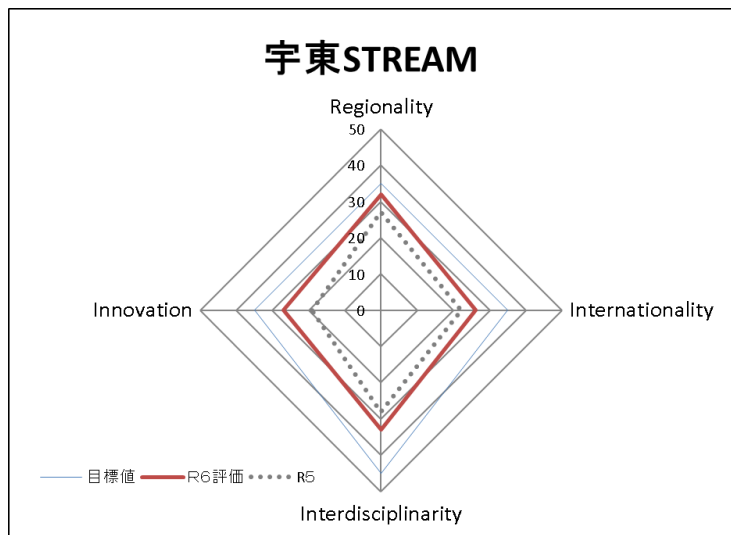 宇東STREAM
Regionality
50
40
30
20
10
0
Innovation
Internationality
目標値 R6評価 R5
Interdisciplinarity